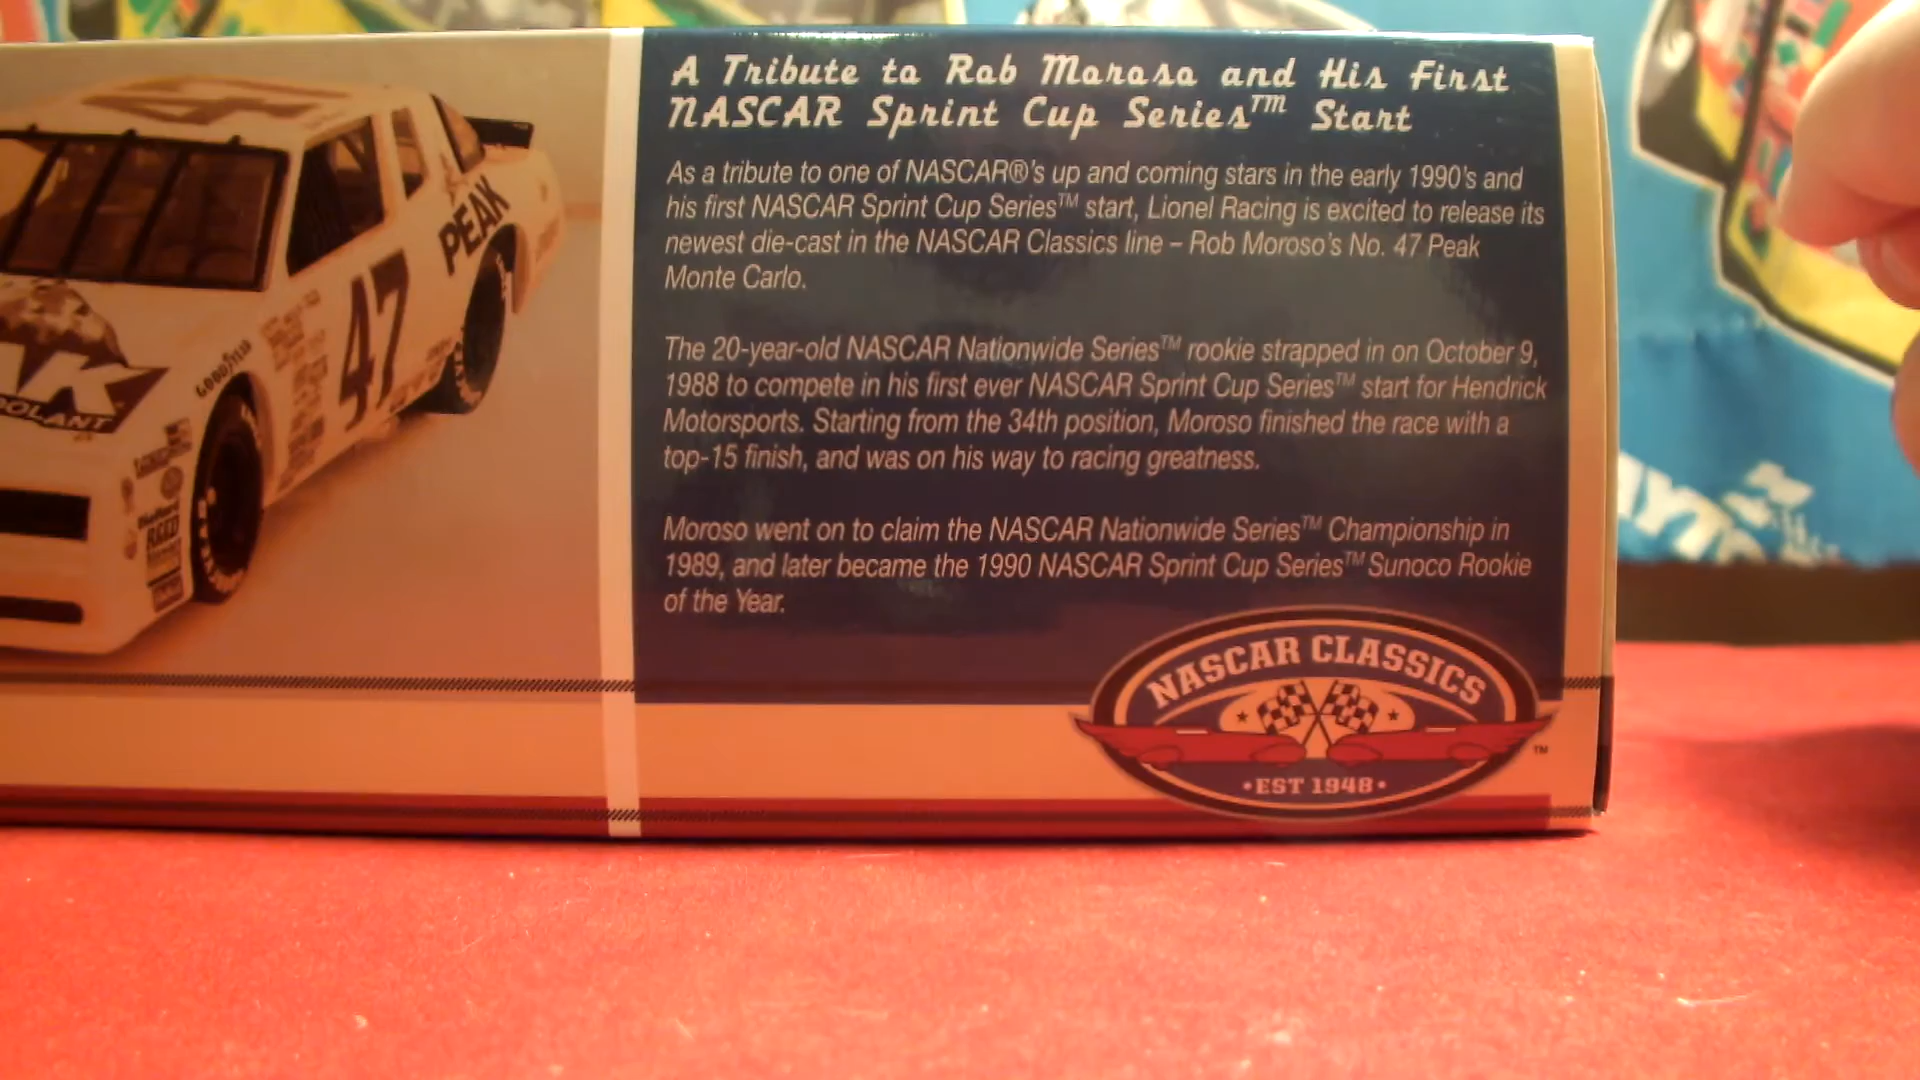 A Tribute to Rob Moroso and His First
NASCAR Sprint Cup Series™ Start
As a tribute to one of NASCAR®'s up and coming stars in the early 1990's and
his first NASCAR Sprint Cup Series™ start, Lionel Racing is excited to release its
newest die-cast in the NASCAR Classics line – Rob Moroso's No. 47 Peak
Monte Carlo.
The 20-year-old NASCAR Nationwide Series™ rookie strapped in on October 9,
1988 to compete in his first ever NASCAR Sprint Cup Series™ start for Hendrick
Motorsports. Starting from the 34th position, Moroso finished the race with a
top-15 finish, and was on his way to racing greatness.
Moroso went on to claim the NASCAR Nationwide Series™ Championship in
1989, and later became the 1990 NASCAR Sprint Cup Series™ Sunoco Rookie
of the Year.
NASCAR CLASSICS
™
•EST 1948•
47
PEAK
47
GOODYEAR
OOLANT